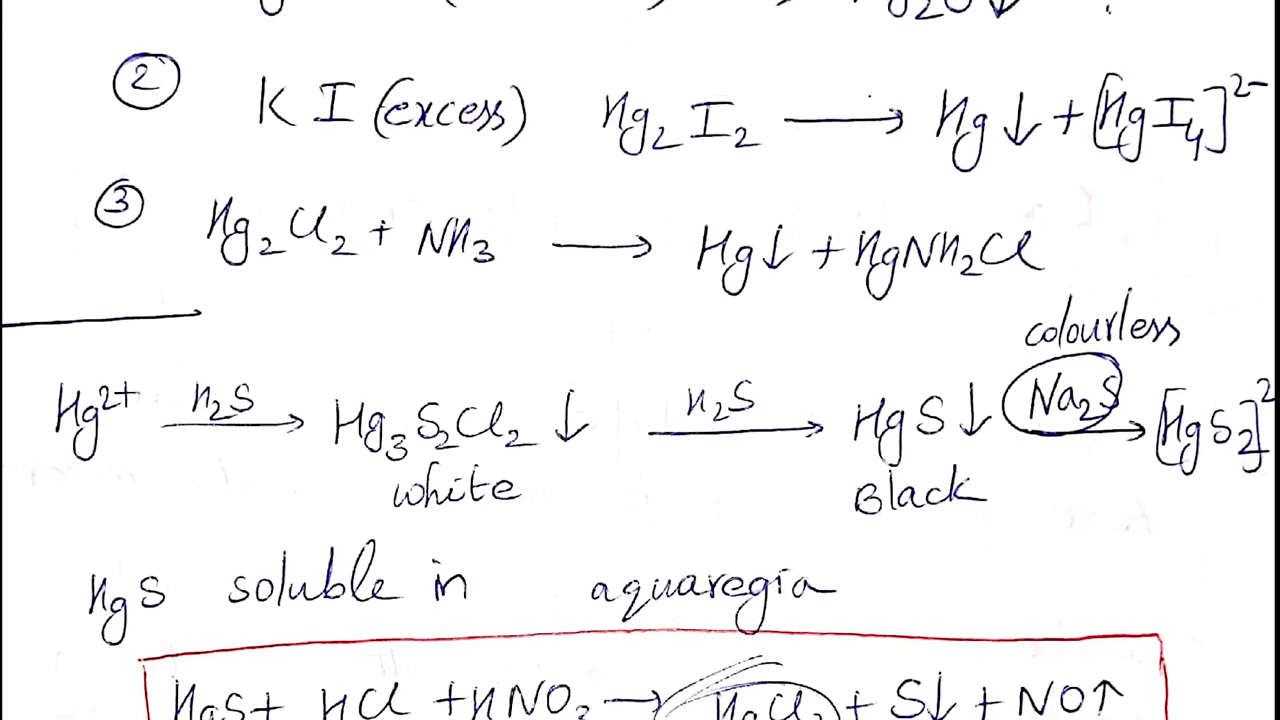 ② KI (excess) Hg₂I₂ → Hg↓ + [HgI₄]²⁻
③ Hg₂Cl₂ + NH₃ → Hg↓ + HgNH₂Cl
colourless
Hg²⁺ H₂S → Hg₃S₂Cl₂ ↓ H₂S → HgS↓ Na₂S → [HgS₂]²
white Black
HgS soluble in aquaregia
HgS + HCl + HNO₃ → HgCl₂ + S↓ + NO↑